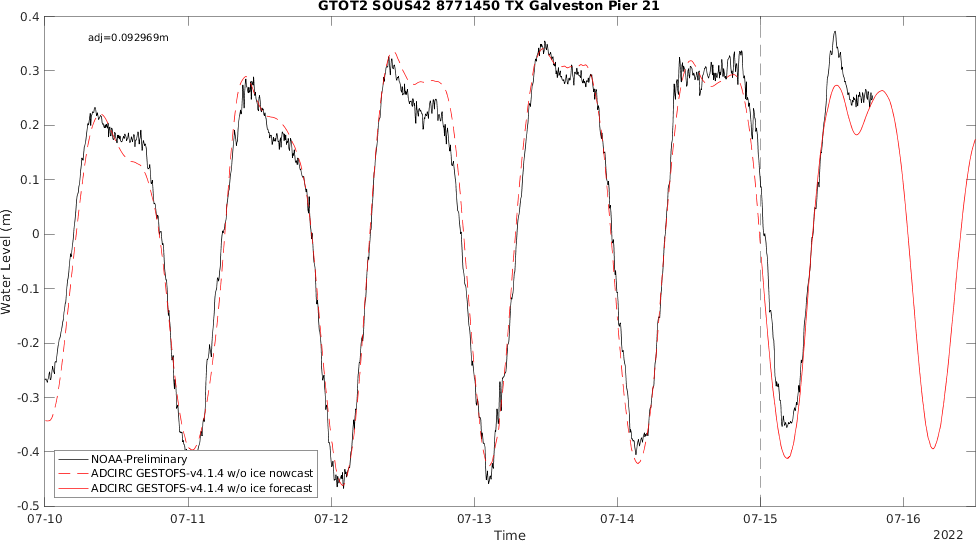 GTOT2 SOUS42 8771450 TX Galveston Pier 21
adj=0.092969m
0.4
0.3
0.2
0.1
0
-0.1
-0.2
-0.3
-0.4
-0.5
Water Level (m)
NOAA-Preliminary
ADCIRC GESTOFS-v4.1.4 w/o ice nowcast
ADCIRC GESTOFS-v4.1.4 w/o ice forecast
07-10 07-11 07-12 07-13 07-14 07-15 07-16
Time
2022